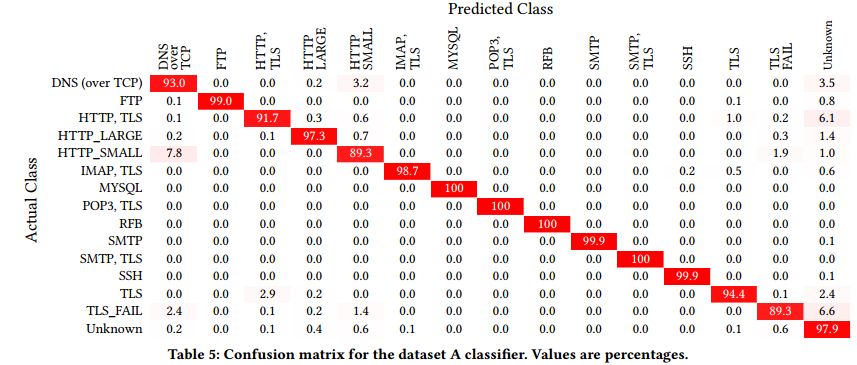 Predicted Class
DNS over TCP FTP HTTP, TLS HTTP LARGE HTTP SMALL IMAP, TLS MYSQL POP3, TLS RFB SMTP SMTP, TLS SSH TLS TLS FAIL Unknown
Actual Class
DNS (over TCP) 93.0 0.0 0.0 0.2 3.2 0.0 0.0 0.0 0.0 0.0 0.0 0.0 0.0 0.0 3.5
FTP 0.1 99.0 0.0 0.0 0.0 0.0 0.0 0.0 0.0 0.0 0.0 0.0 0.1 0.0 0.8
HTTP, TLS 0.1 0.0 91.7 0.3 0.6 0.0 0.0 0.0 0.0 0.0 0.0 0.0 1.0 0.2 6.1
HTTP_LARGE 0.2 0.0 0.1 97.3 0.7 0.0 0.0 0.0 0.0 0.0 0.0 0.0 0.0 0.3 1.4
HTTP_SMALL 7.8 0.0 0.0 0.0 89.3 0.0 0.0 0.0 0.0 0.0 0.0 0.0 0.0 1.9 1.0
IMAP, TLS 0.0 0.0 0.0 0.0 0.0 98.7 0.0 0.0 0.0 0.0 0.0 0.2 0.5 0.0 0.6
MYSQL 0.0 0.0 0.0 0.0 0.0 0.0 100 0.0 0.0 0.0 0.0 0.0 0.0 0.0 0.0
POP3, TLS 0.0 0.0 0.0 0.0 0.0 0.0 0.0 100 0.0 0.0 0.0 0.0 0.0 0.0 0.0
RFB 0.0 0.0 0.0 0.0 0.0 0.0 0.0 0.0 100 0.0 0.0 0.0 0.0 0.0 0.0
SMTP 0.0 0.0 0.0 0.0 0.0 0.0 0.0 0.0 0.0 99.9 0.0 0.0 0.0 0.0 0.1
SMTP, TLS 0.0 0.0 0.0 0.0 0.0 0.0 0.0 0.0 0.0 0.0 100 0.0 0.0 0.0 0.0
SSH 0.0 0.0 0.0 0.0 0.0 0.0 0.0 0.0 0.0 0.0 0.0 99.9 0.0 0.0 0.1
TLS 0.0 0.0 2.9 0.2 0.0 0.0 0.0 0.0 0.0 0.0 0.0 0.0 94.4 0.1 2.4
TLS_FAIL 2.4 0.0 0.1 0.2 1.4 0.0 0.0 0.0 0.0 0.0 0.0 0.0 0.0 89.3 6.6
Unknown 0.2 0.0 0.1 0.4 0.6 0.1 0.0 0.0 0.0 0.0 0.0 0.0 0.1 0.6 97.9
Table 5: Confusion matrix for the dataset A classifier. Values are percentages.